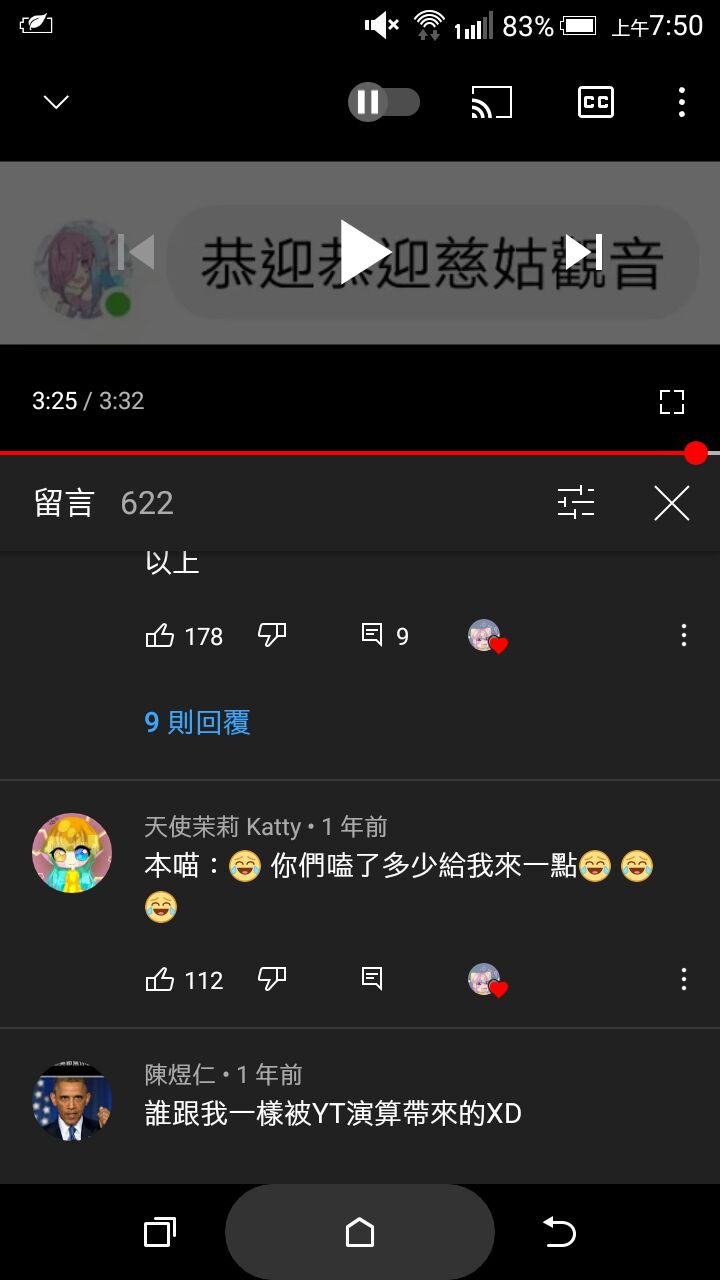 83% 上午7:50
CC
恭迎恭迎慈姑觀音
3:25 / 3:32
留言 622
以上
178 9
9 則回覆
天使茉莉 Katty • 1 年前
本喵：😂 你們嗑了多少給我來一點😂 😂
😂
112
陳煜仁 • 1 年前
誰跟我一樣被YT演算帶來的XD